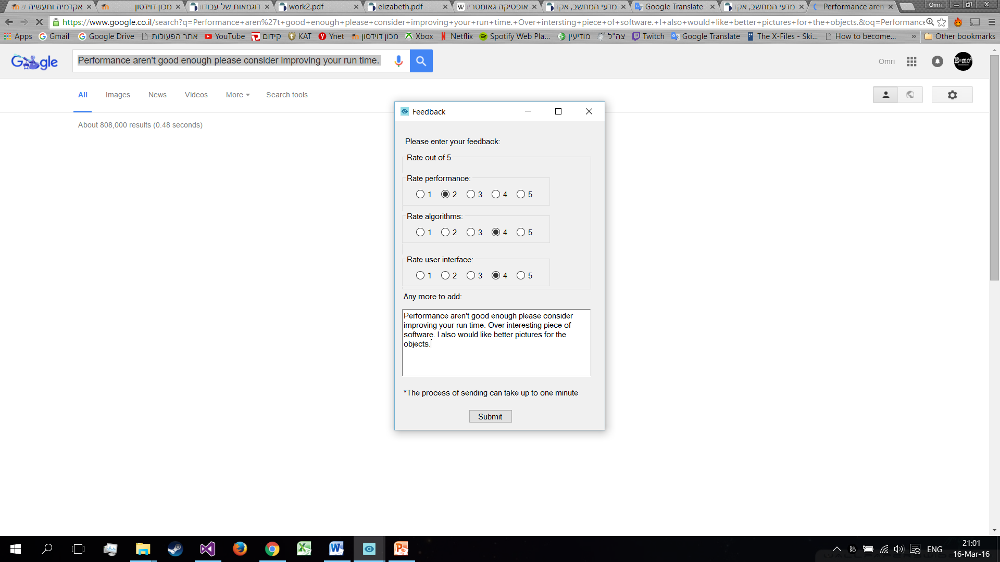 אקדמיה ותעשיה ש
מכון דוידסון
דוגמאות של עבודו
work2.pdf
elizabeth.pdf
אופטיקה גאומטרי
מדעי המחשב, אקז
Google Translate
מדעי המחשב, אקז
Performance aren
Omri
https://www.google.co.il/search?q=Performance+aren%27t+good+enough+please+consider+improving+your+run+time.+Over+intersting+piece+of+software.+I+also+would+like+better+pictures+for+the+objects.&oq=Performance
Apps
Gmail
Google Drive
אתר הפעולות
YouTube
קידום
KAT
Ynet
מכון דוידסון
Xbox
Netflix
Spotify Web Pla...
מודיעין
צה"ל
Twitch
Google Translate
The X-Files - Ski...
How to become...
»
Other bookmarks
Google
Performance aren't good enough please consider improving your run time.
Omri
E=mc²
All
Images
News
Videos
More
Search tools
About 808,000 results (0.48 seconds)
Feedback
Please enter your feedback:
Rate out of 5
Rate performance:
1 2 3 4 5
Rate algorithms:
1 2 3 4 5
Rate user interface:
1 2 3 4 5
Any more to add:
Performance aren't good enough please consider
improving your run time. Over interesting piece of
software. I also would like better pictures for the
objects.
*The process of sending can take up to one minute
Submit
ENG
21:01
16-Mar-16